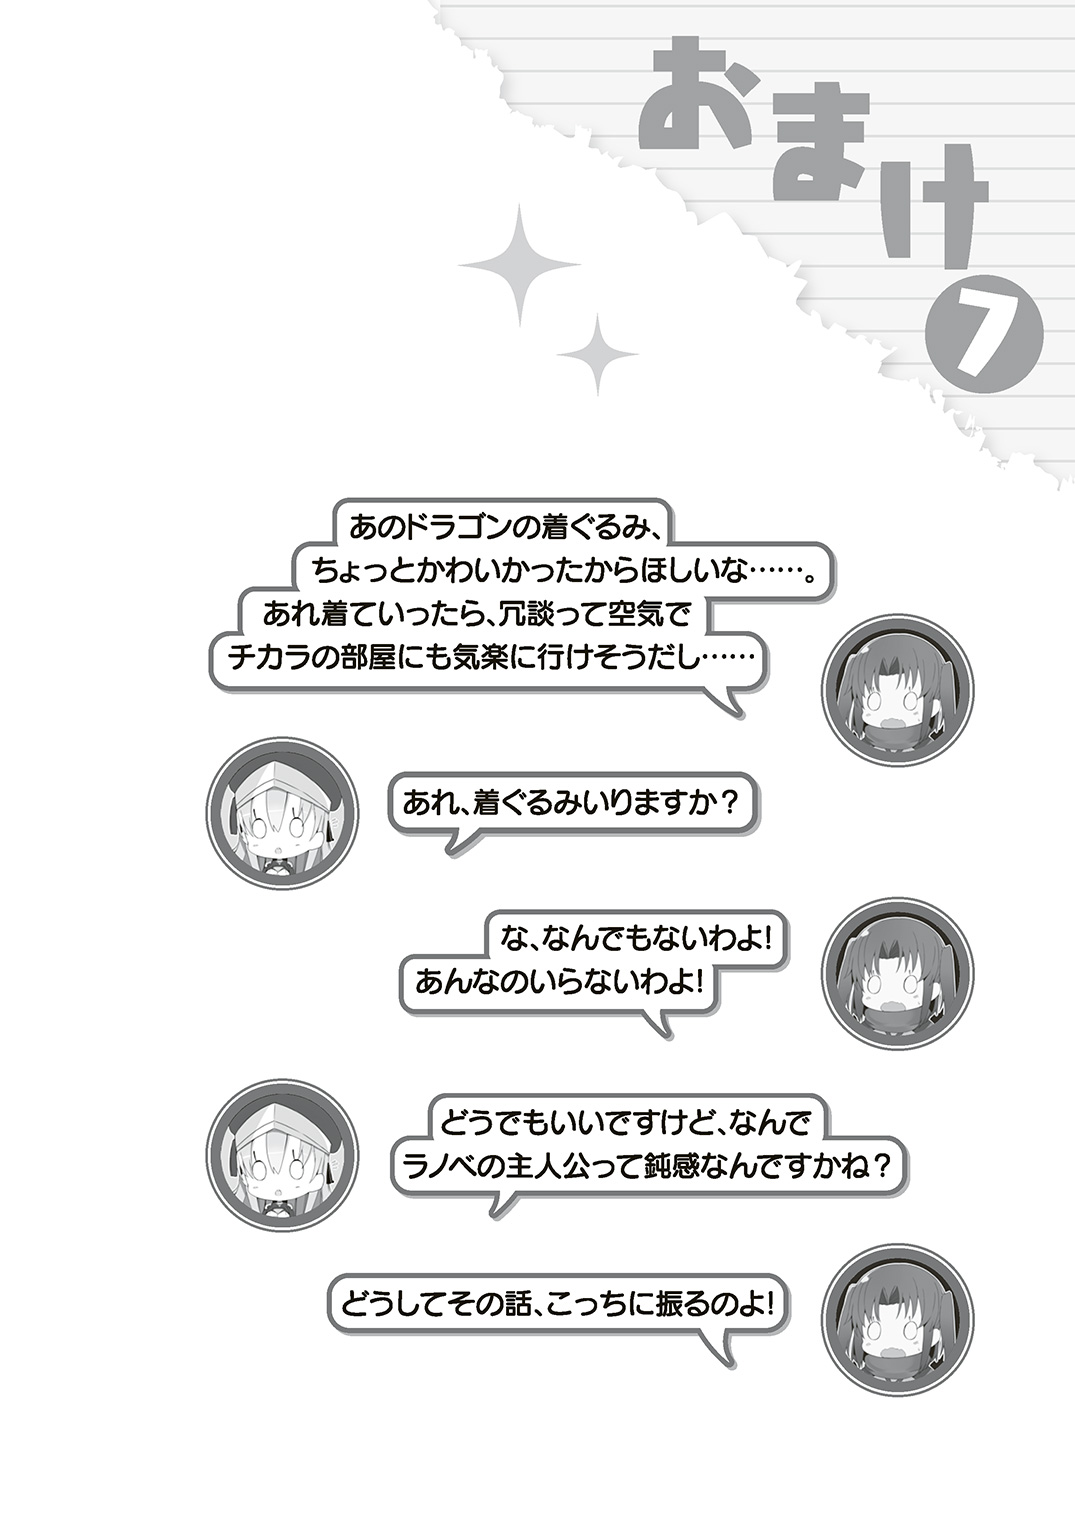 おまけ
7
あのドラゴンの着ぐるみ、
ちょっとかわいかったからほしいな……。
あれ着ていったら、冗談って空気で
チカラの部屋にも気楽に行けそうだし……
あれ、着ぐるみいりますか？
な、なんでもないわよ!
あんなのいらないわよ!
どうでもいいですけど、なんで
ラノベの主人公って鈍感なんですかね？
どうしてその話、こっちに振るのよ!